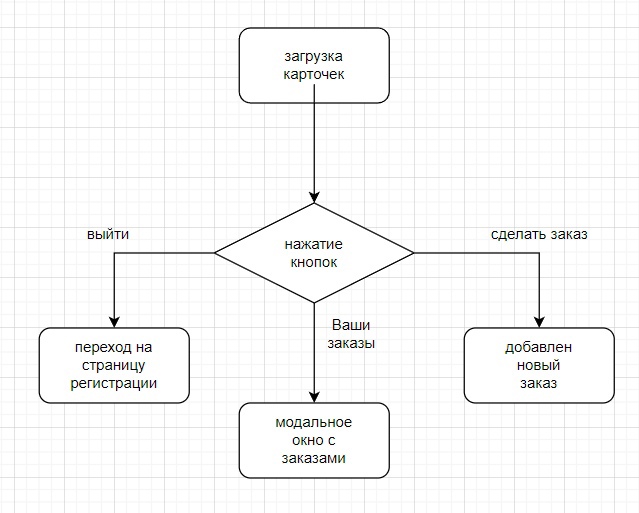 загрузка
карточек
выйти
нажатие
кнопок
сделать заказ
Ваши
заказы
переход на
страницу
регистрации
добавлен
новый
заказ
модальное
окно с
заказами